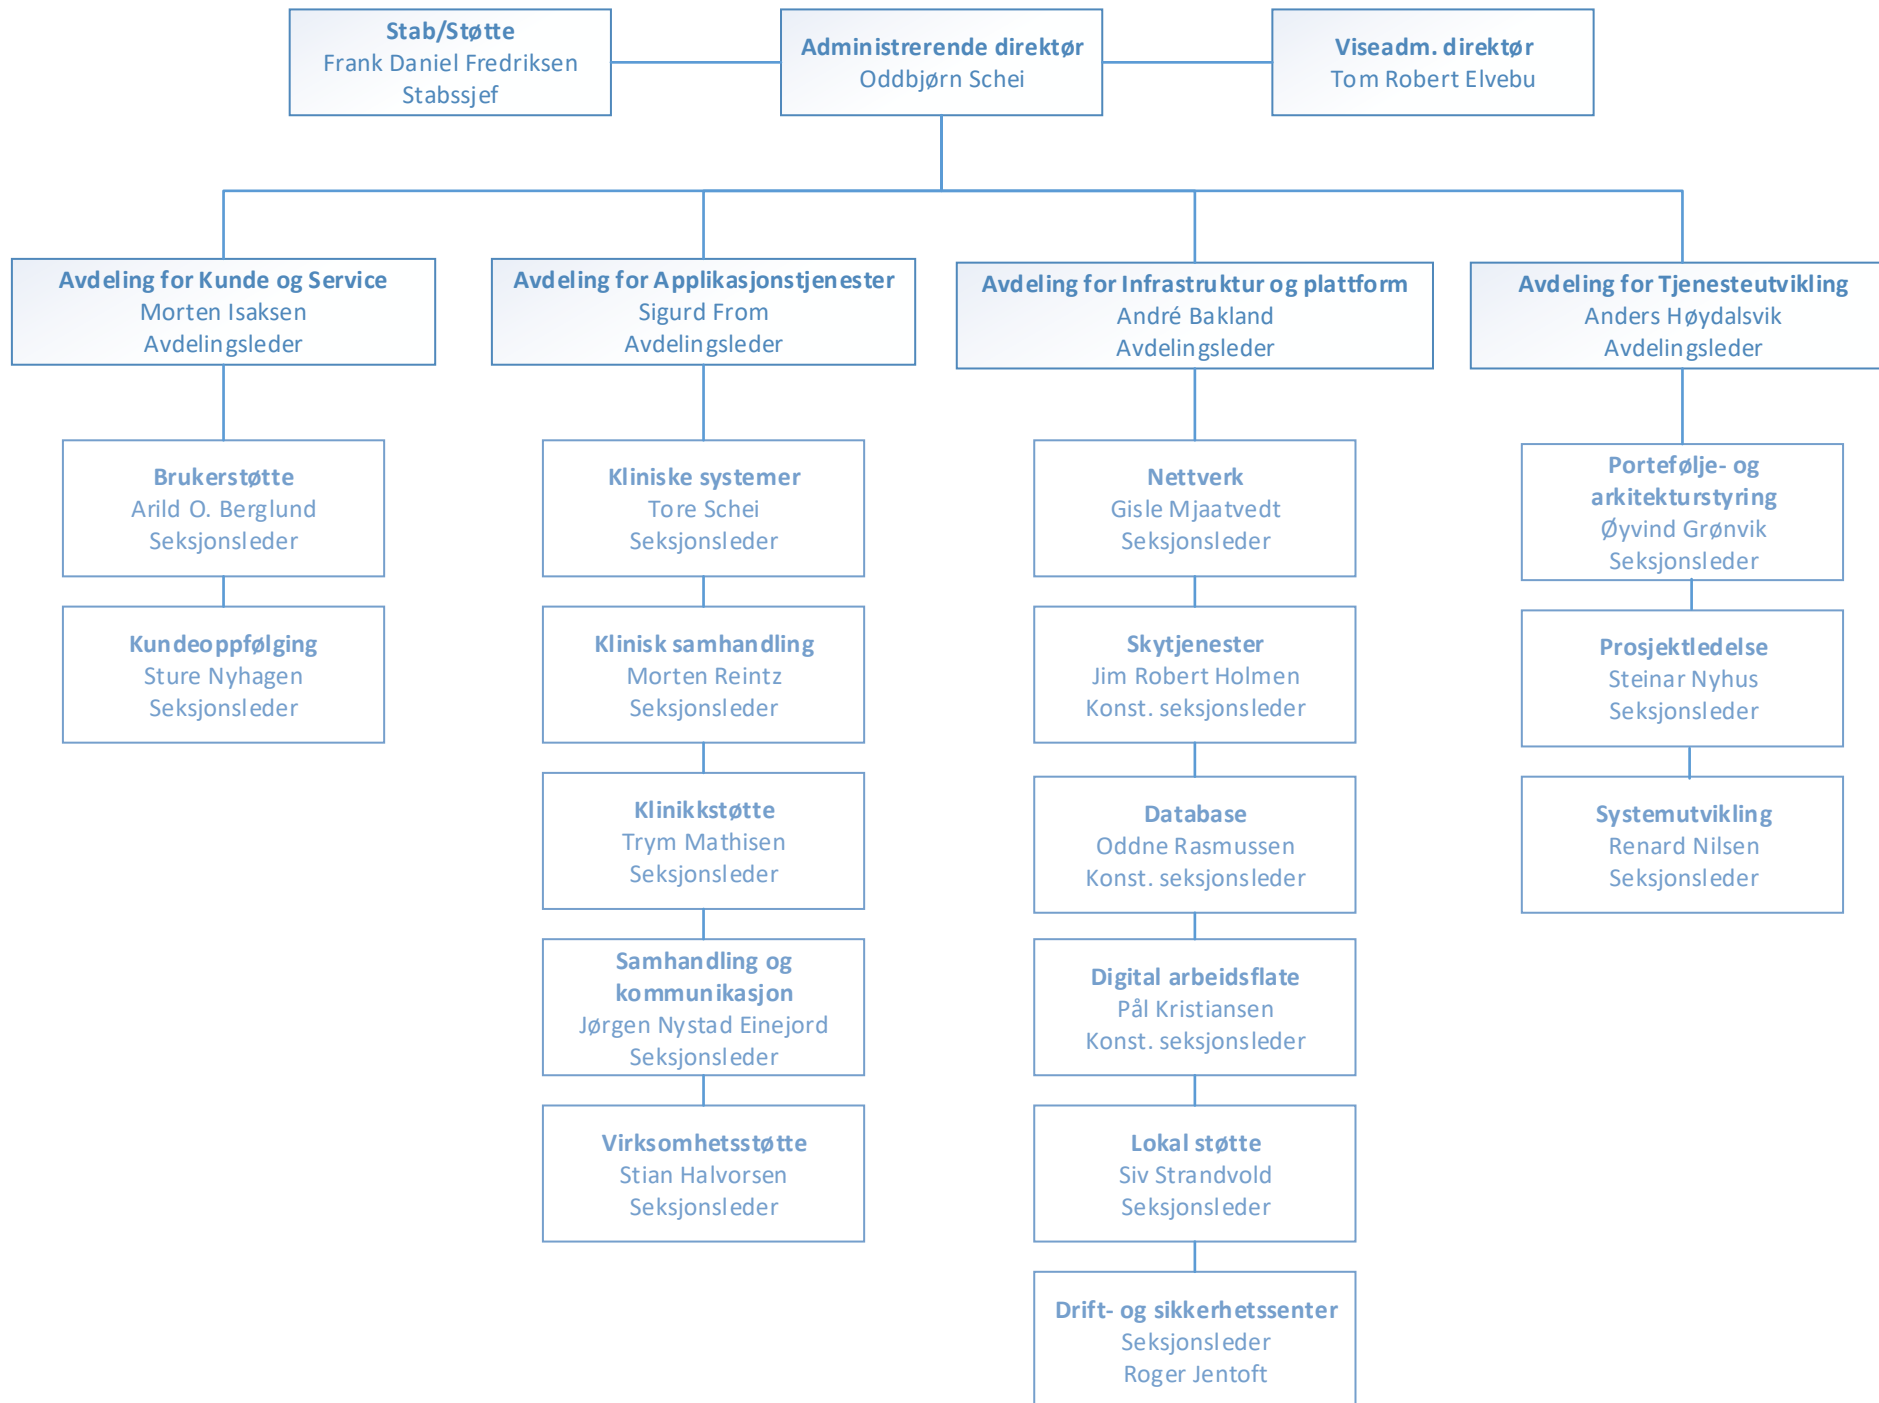 Stab/Støtte
Frank Daniel Fredriksen
Stabssjef
Administrerende direktør
Oddbjørn Schei
Viseadm. direktør
Tom Robert Elvebu
Avdeling for Kunde og Service
Morten Isaksen
Avdelingsleder
Avdeling for Applikasjonstjenester
Sigurd From
Avdelingsleder
Avdeling for Infrastruktur og plattform
André Bakland
Avdelingsleder
Avdeling for Tjenesteutvikling
Anders Høydalsvik
Avdelingsleder
Brukerstøtte
Arild O. Berglund
Seksjonsleder
Kundeoppfølging
Sture Nyhagen
Seksjonsleder
Kliniske systemer
Tore Schei
Seksjonsleder
Klinisk samhandling
Morten Reintz
Seksjonsleder
Klinikkstøtte
Trym Mathisen
Seksjonsleder
Samhandling og
kommunikasjon
Jørgen Nystad Einejord
Seksjonsleder
Virksomhetsstøtte
Stian Halvorsen
Seksjonsleder
Nettverk
Gisle Mjaatvedt
Seksjonsleder
Skytjenester
Jim Robert Holmen
Konst. seksjonsleder
Database
Oddne Rasmussen
Konst. seksjonsleder
Digital arbeidsflate
Pål Kristiansen
Konst. seksjonsleder
Lokal støtte
Siv Strandvold
Seksjonsleder
Drift- og sikkerhetssenter
Seksjonsleder
Roger Jentoft
Portefølje- og
arkitekturstyring
Øyvind Grønvik
Seksjonsleder
Prosjektledelse
Steinar Nyhus
Seksjonsleder
Systemutvikling
Renard Nilsen
Seksjonsleder